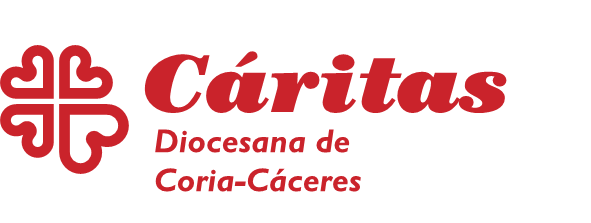 Cáritas
Diocesana de
Coria-Cáceres